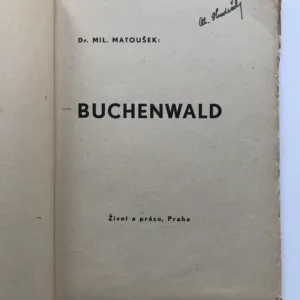 Dr. MIL. MATOUŠEK:
BUCHENWALD
Život a práce, Praha